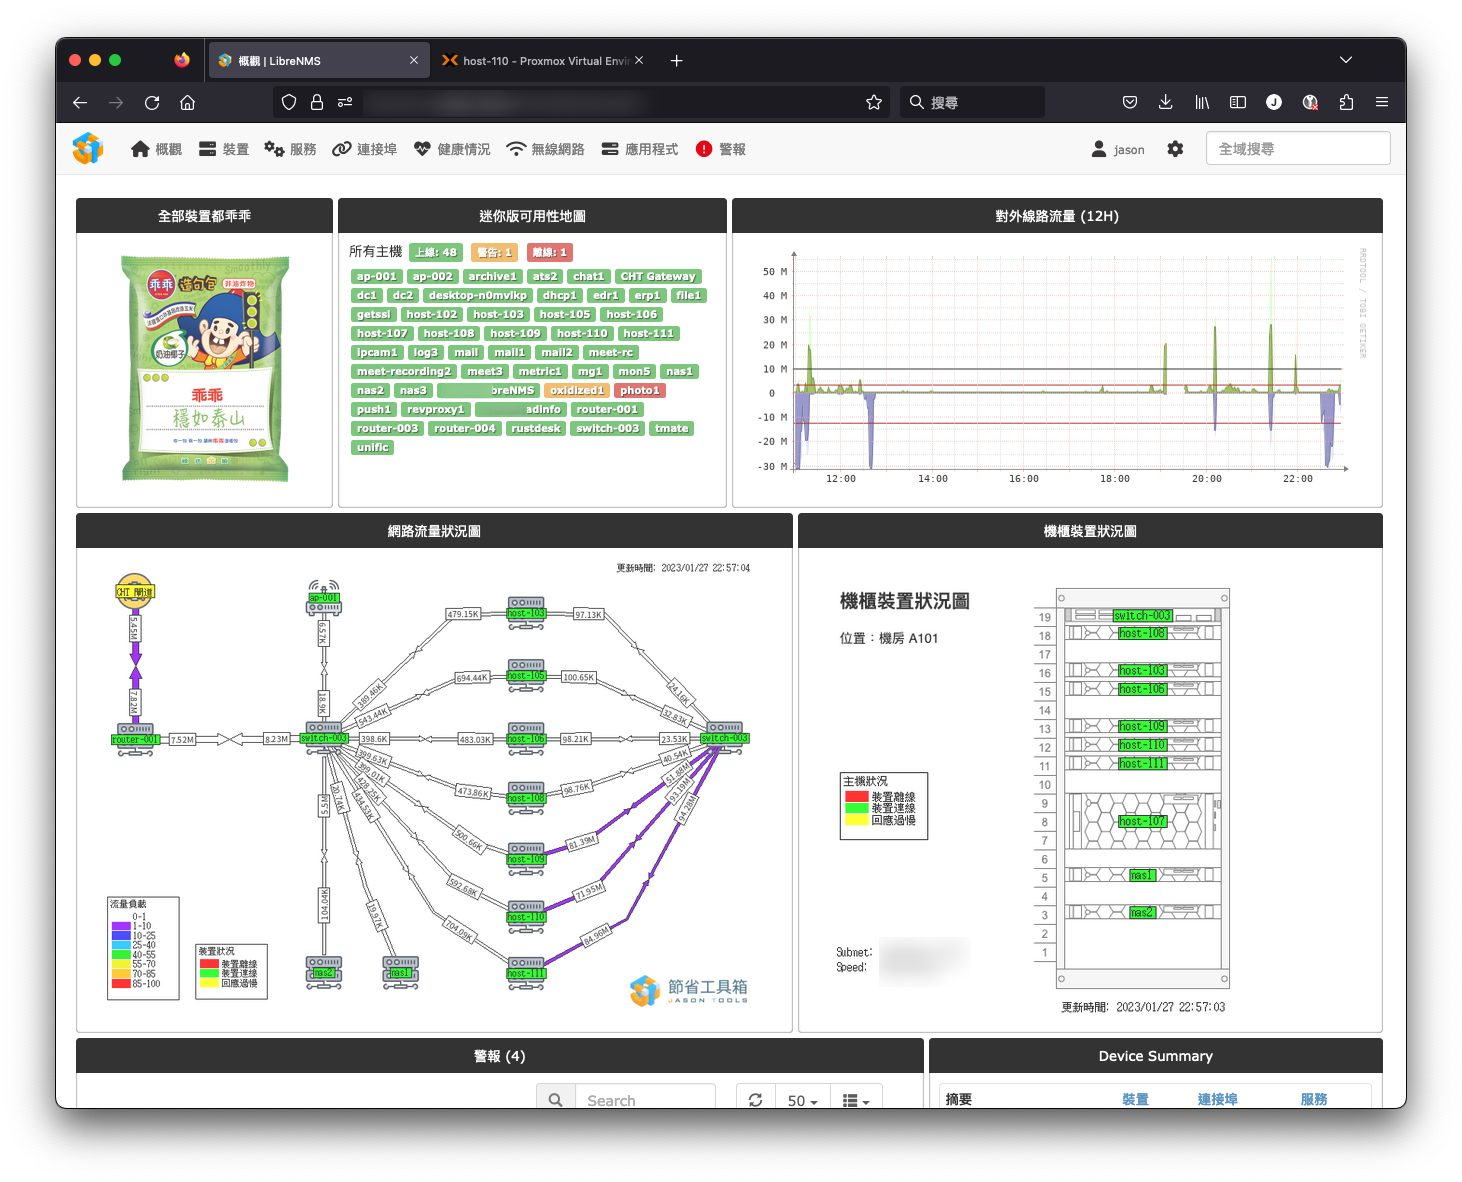 概觀 | LibreNMS
host-110 - Proxmox Virtual Envir
搜尋
概觀 裝置 服務 連接埠 健康情況 無線網路 應用程式 警報
jason
全域搜尋
全部裝置都乖乖
Smoothly
乖乖
造句包
非油炸物
奶油椰子
乖乖
穩如泰山
迷你版可用性地圖
所有主機 上線: 48 警告: 1 離線: 1
ap-001 ap-002 archive1 ats2 chat1 CHT Gateway
dc1 dc2 desktop-n0mvlkp dhcp1 edr1 erp1 file1
getssl host-102 host-103 host-105 host-106
host-107 host-108 host-109 host-110 host-111
ipcam1 log3 mail mail1 mail2 meet-rc
meet-recording2 meet3 metric1 mg1 mon5 nas1
nas2 nas3 breNMS oxidized1 photo1
push1 revproxy1 adinfo router-001
router-003 router-004 rustdesk switch-003 tmate
unific
對外線路流量 (12H)
50 M
40 M
30 M
20 M
10 M
0
-10 M
-20 M
-30 M
12:00 14:00 16:00 18:00 20:00 22:00
RRDTOOL / TOBI OETIKER
網路流量狀況圖
更新時間: 2023/01/27 22:57:04
CHT 閘道
5.45M
7.82M
router-001
7.52M
8.23M
ap-001
6.57K
18.9K
switch-003
479.15K
host-103
97.13K
389.46K
24.16K
694.44K
host-105
100.65K
543.44K
32.83K
398.6K
483.03K
host-106
98.21K
23.53K
switch-003
399.63K
40.54K
473.86K
host-108
98.76K
399.01K
51.88M
500.66K
host-109
81.39M
428.25K
93.19M
592.68K
host-110
71.95M
434.53K
94.28M
704.09K
host-111
84.96M
5.5M
104.04K
nas2
20.74K
19.97K
nas1
流量負載
0-1
1-10
10-25
25-40
40-55
55-70
70-85
85-100
裝置狀況
裝置離線
裝置連線
回應過慢
節省工具箱
JASON TOOLS
機櫃裝置狀況圖
機櫃裝置狀況圖
位置：機房 A101
主機狀況
裝置離線
裝置連線
回應過慢
Subnet:
Speed:
19 switch-003
18 host-108
17
16 host-103
15 host-106
14
13 host-109
12 host-110
11 host-111
10
9
8 host-107
7
6
5 nas1
4
3 nas2
2
1
更新時間: 2023/01/27 22:57:03
警報 (4)
Search
50
Device Summary
摘要 裝置 連接埠 服務